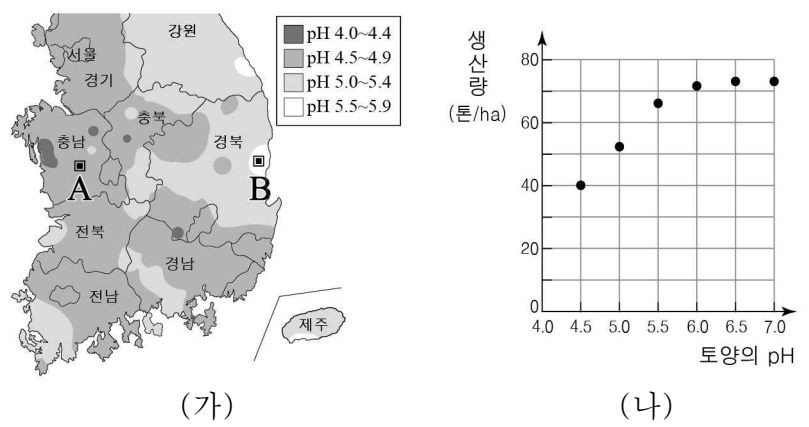 강원
서울
경기
pH 4.0~4.4
pH 4.5~4.9
pH 5.0~5.4
pH 5.5~5.9
충북
충남
경북
A
B
전북
경남
전남
제주
(가)
생산량
(톤/ha)
80
60
40
20
0
4.0 4.5 5.0 5.5 6.0 6.5 7.0
토양의 pH
(나)